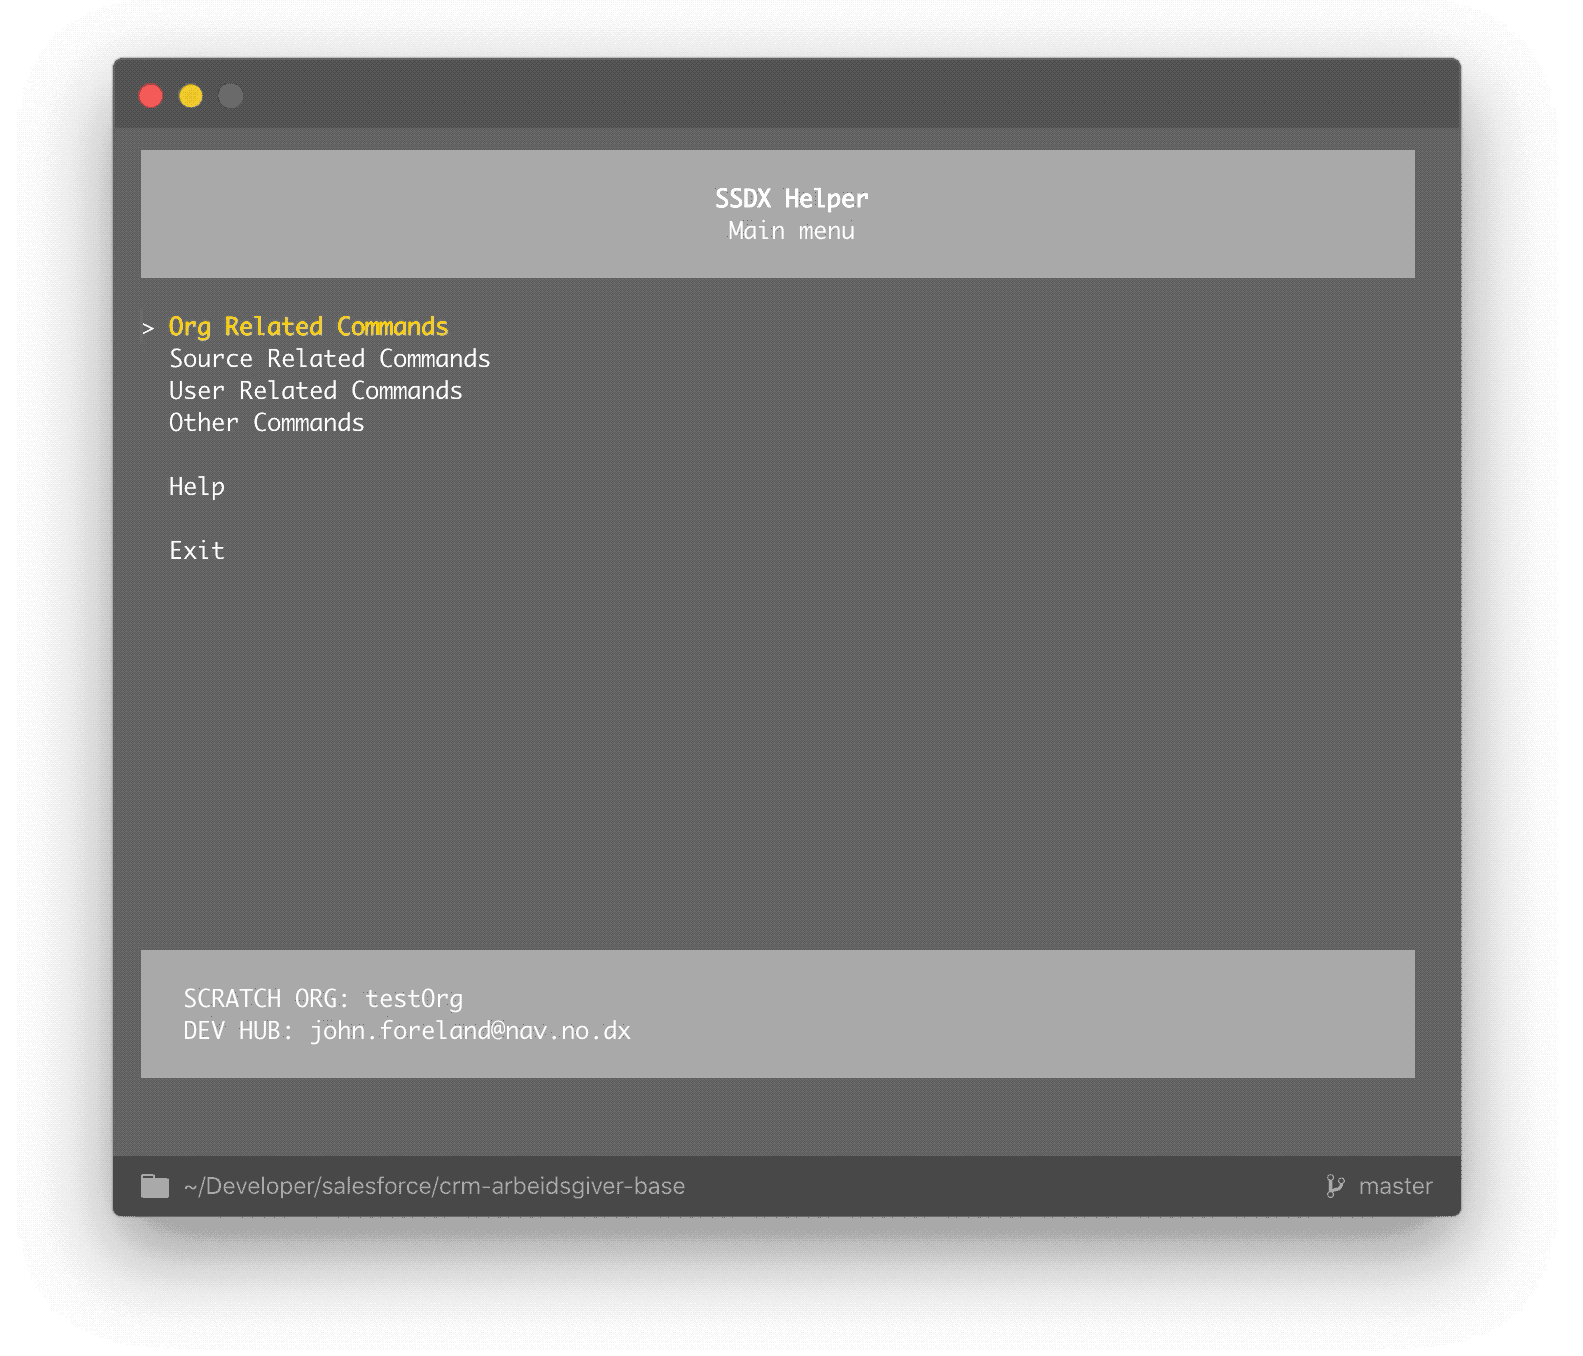 SSDX Helper
Main menu
> Org Related Commands
Source Related Commands
User Related Commands
Other Commands
Help
Exit
SCRATCH ORG: testOrg
DEV HUB: john.foreland@nav.no.dx
~/Developer/salesforce/crm-arbeidsgiver-base
master